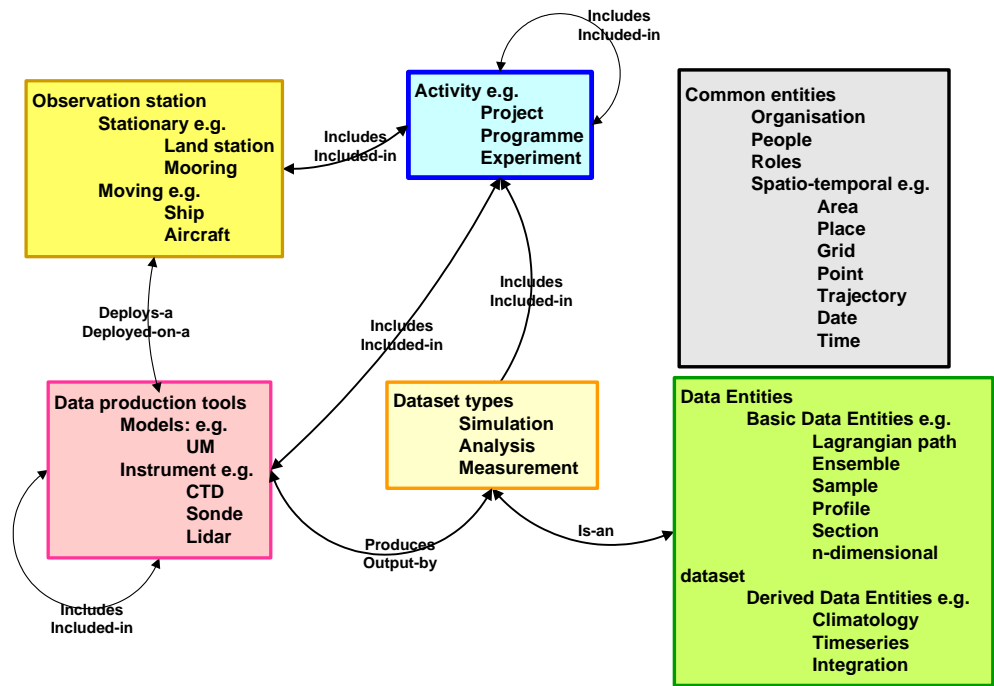 Includes
Included-in
Observation station
Stationary e.g.
Land station
Mooring
Moving e.g.
Ship
Aircraft
Includes
Included-in
Activity e.g.
Project
Programme
Experiment
Common entities
Organisation
People
Roles
Spatio-temporal e.g.
Area
Place
Grid
Point
Trajectory
Date
Time
Deploys-a
Deployed-on-a
Includes
Included-in
Includes
Included-in
Data production tools
Models: e.g.
UM
Instrument e.g.
CTD
Sonde
Lidar
Dataset types
Simulation
Analysis
Measurement
Data Entities
Basic Data Entities e.g.
Lagrangian path
Ensemble
Sample
Profile
Section
n-dimensional
dataset
Derived Data Entities e.g.
Climatology
Timeseries
Integration
Produces
Output-by
Is-an
Includes
Included-in